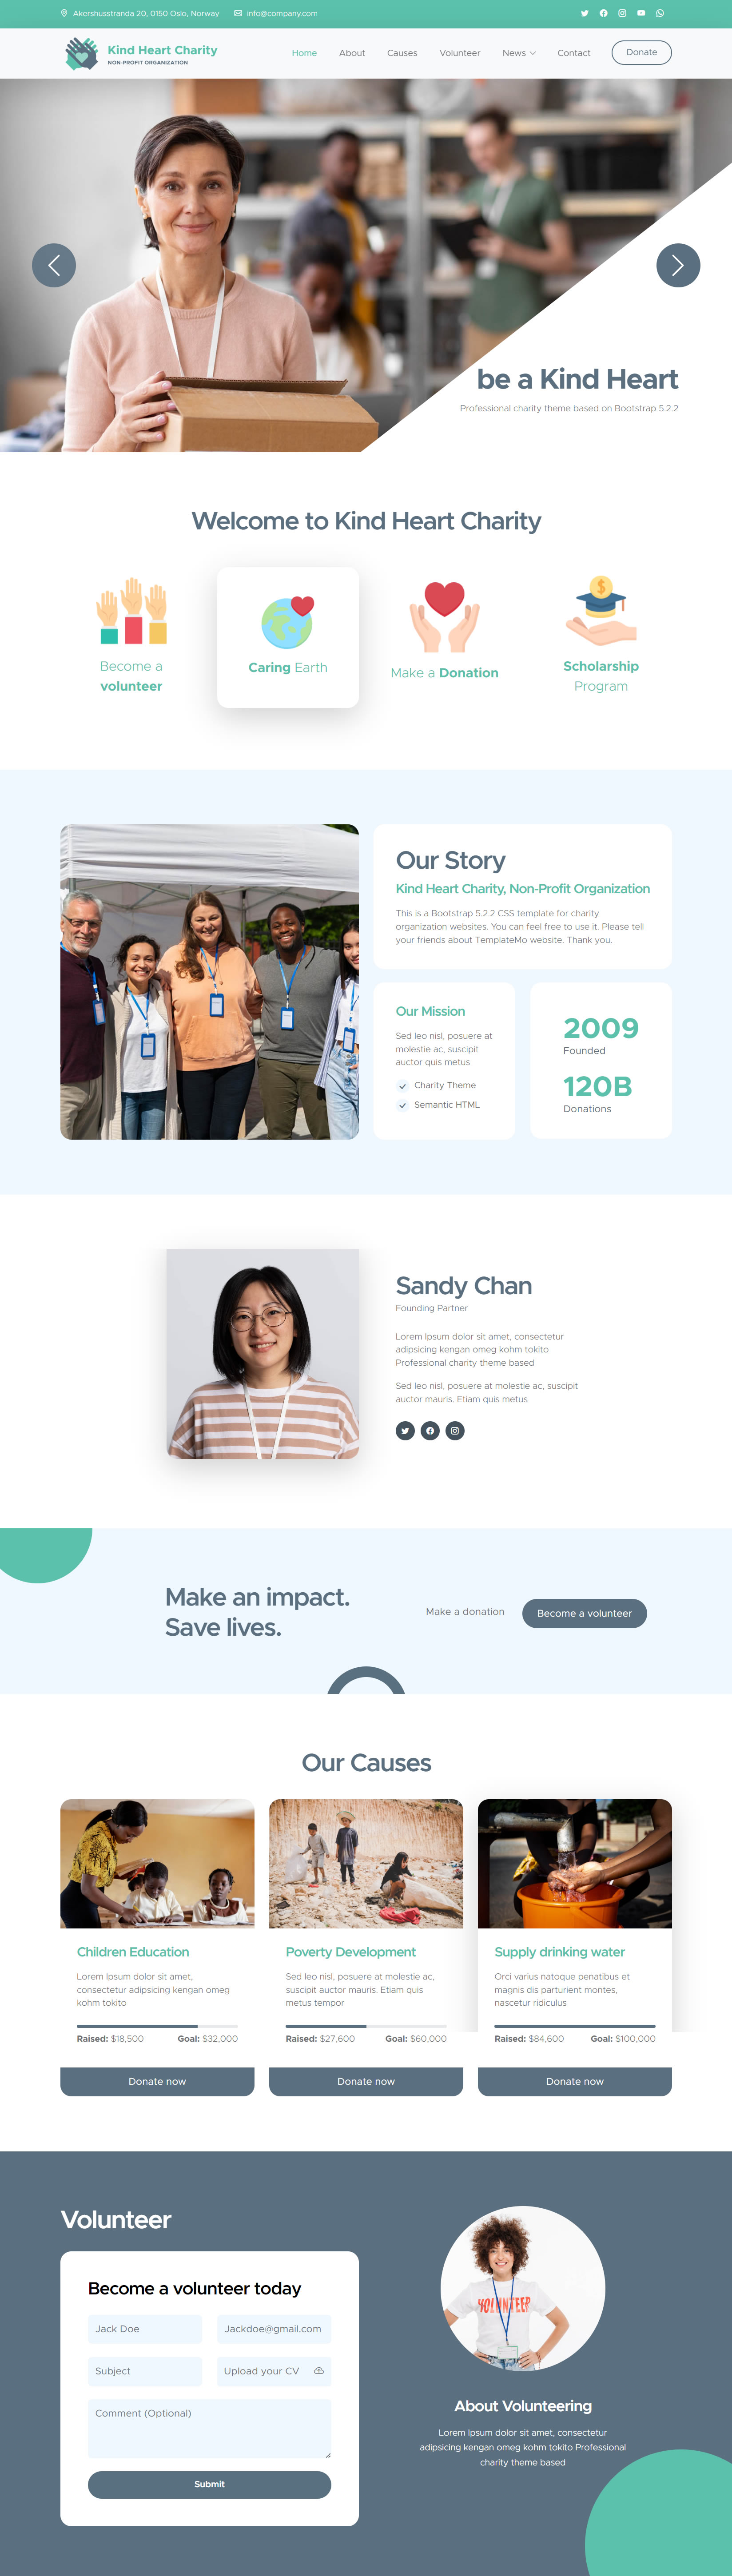 Akershusstranda 20, 0150 Oslo, Norway info@company.com
Kind Heart Charity
NON-PROFIT ORGANIZATION
Home About Causes Volunteer News Contact Donate
be a Kind Heart
Professional charity theme based on Bootstrap 5.2.2
Welcome to Kind Heart Charity
Become a
volunteer
Caring Earth
Make a Donation
Scholarship
Program
Our Story
Kind Heart Charity, Non-Profit Organization
This is a Bootstrap 5.2.2 CSS template for charity
organization websites. You can feel free to use it. Please tell
your friends about TemplateMo website. Thank you.
Our Mission
Sed leo nisl, posuere at
molestie ac, suscipit
auctor quis metus
Charity Theme
Semantic HTML
2009
Founded
120B
Donations
Sandy Chan
Founding Partner
Lorem Ipsum dolor sit amet, consectetur
adipsicing kengan omeg kohm tokito
Professional charity theme based
Sed leo nisl, posuere at molestie ac, suscipit
auctor mauris. Etiam quis metus
Make an impact.
Save lives.
Make a donation
Become a volunteer
Our Causes
Children Education
Lorem Ipsum dolor sit amet,
consectetur adipsicing kengan omeg
kohm tokito
Raised: $18,500 Goal: $32,000
Donate now
Poverty Development
Sed leo nisl, posuere at molestie ac,
suscipit auctor mauris. Etiam quis
metus tempor
Raised: $27,600 Goal: $60,000
Donate now
Supply drinking water
Orci varius natoque penatibus et
magnis dis parturient montes,
nascetur ridiculus
Raised: $84,600 Goal: $100,000
Donate now
Volunteer
Become a volunteer today
Jack Doe
Jackdoe@gmail.com
Subject
Upload your CV
Comment (Optional)
Submit
VOLUNTEER
About Volunteering
Lorem Ipsum dolor sit amet, consectetur
adipsicing kengan omeg kohm tokito Professional
charity theme based